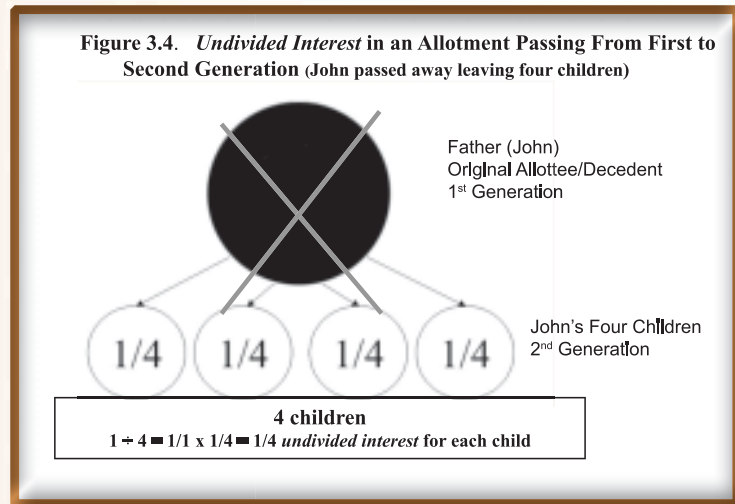 Figure 3.4. Undivided Interest in an Allotment Passing From First to
Second Generation (John passed away leaving four children)
Father (John)
Original Allottee/Decedent
1st Generation
1/4 1/4 1/4 1/4
John's Four Children
2nd Generation
4 children
1 ÷ 4 = 1/1 x 1/4 = 1/4 undivided interest for each child